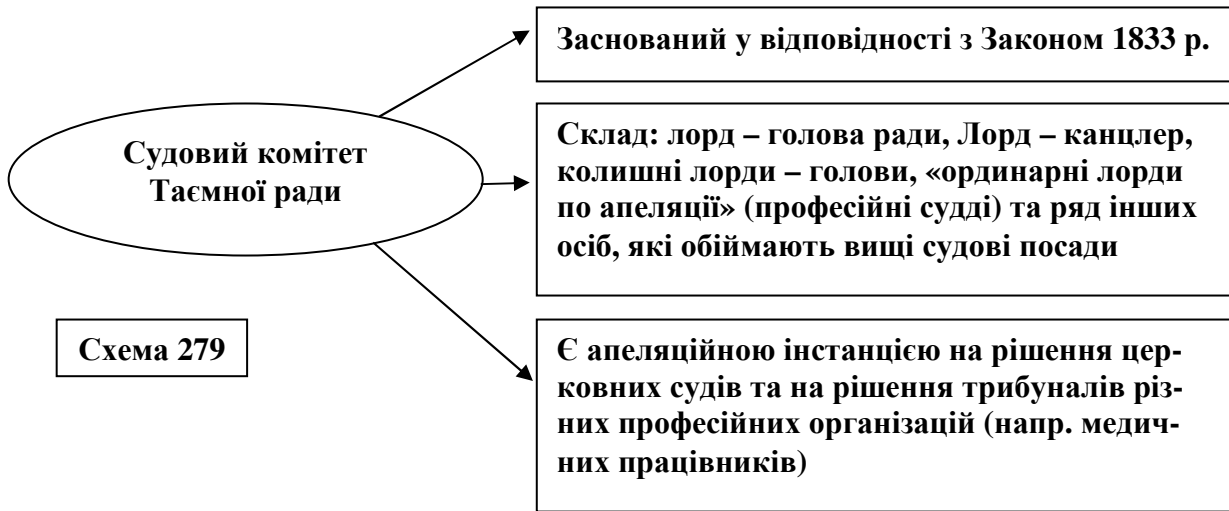 Заснований у відповідності з Законом 1833 р.
Судовий комітет
Таємної ради
Склад: лорд – голова ради, Лорд – канцлер,
колишні лорди – голови, «ординарні лорди
по апеляції» (професійні судді) та ряд інших
осіб, які обіймають вищі судові посади
Схема 279
Є апеляційною інстанцією на рішення цер-
ковних судів та на рішення трибуналів різ-
них професійних організацій (напр. медич-
них працівників)